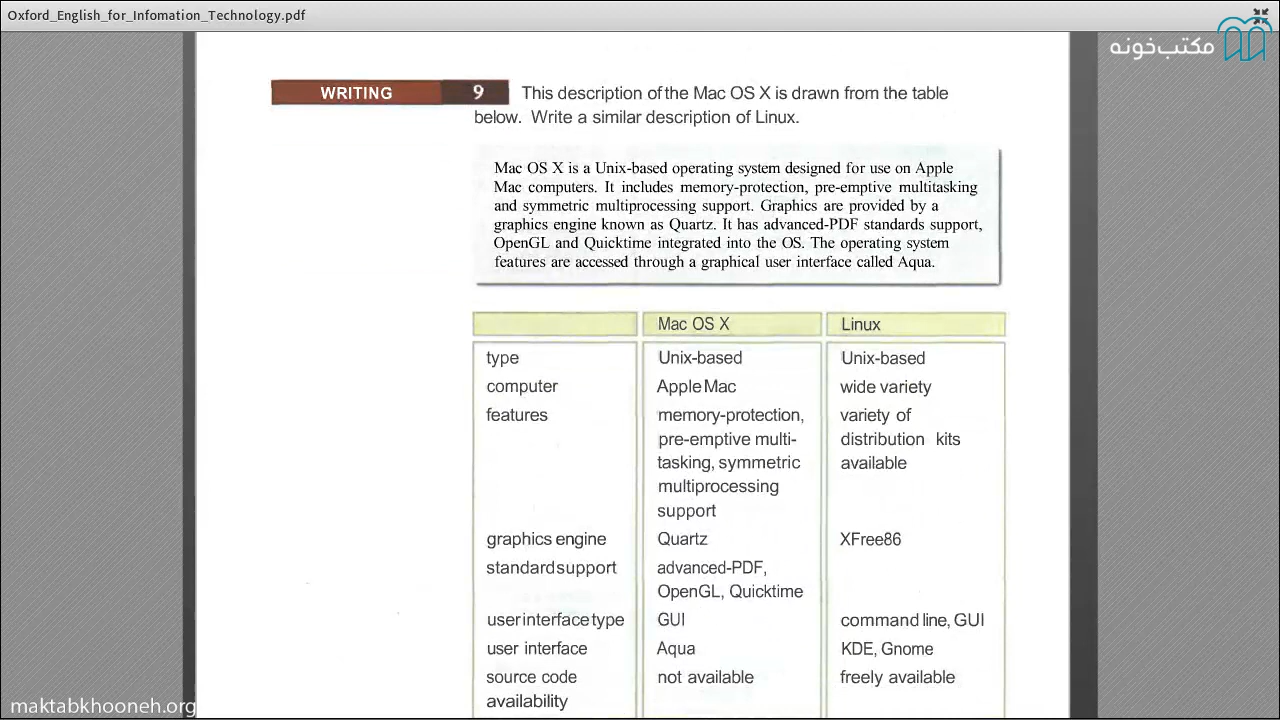 Oxford_English_for_Infomation_Technology.pdf
مکتب‌خونه
WRITING 9 This description of the Mac OS X is drawn from the table
below. Write a similar description of Linux.
Mac OS X is a Unix-based operating system designed for use on Apple
Mac computers. It includes memory-protection, pre-emptive multitasking
and symmetric multiprocessing support. Graphics are provided by a
graphics engine known as Quartz. It has advanced-PDF standards support,
OpenGL and Quicktime integrated into the OS. The operating system
features are accessed through a graphical user interface called Aqua.
Mac OS X Linux
type Unix-based Unix-based
computer Apple Mac wide variety
features memory-protection, variety of
pre-emptive multi- distribution kits
tasking, symmetric available
multiprocessing
support
graphics engine Quartz XFree86
standard support advanced-PDF,
OpenGL, Quicktime
user interface type GUI command line, GUI
user interface Aqua KDE, Gnome
source code not available freely available
availability
maktabkhooneh.org